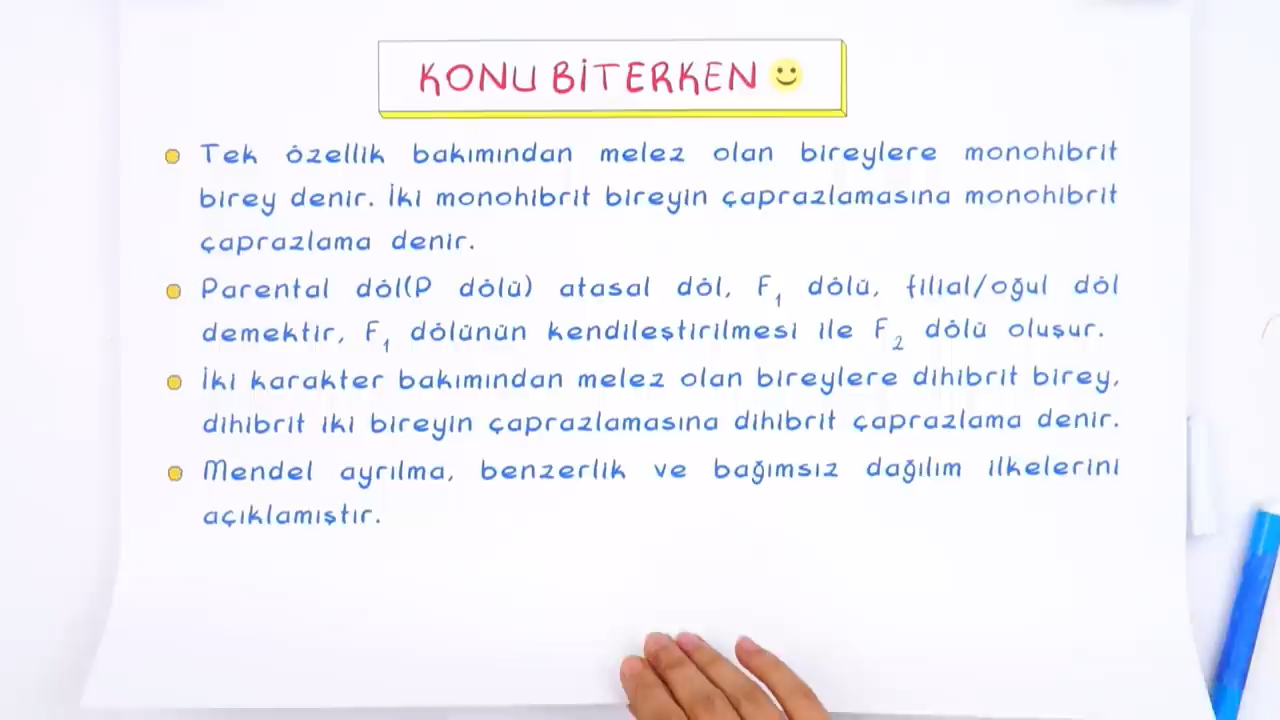 KONU BİTERKEN
Tek özellik bakımından melez olan bireylere monohibrit
birey denir. İki monohibrit bireyin çaprazlamasına monohibrit
çaprazlama denir.
Parental döl(P dölü) atasal döl, F₁ dölü, filial/oğul döl
demektir, F₁ dölünün kendileştirilmesi ile F₂ dölü oluşur.
İki karakter bakımından melez olan bireylere dihibrit birey,
dihibrit iki bireyin çaprazlamasına dihibrit çaprazlama denir.
Mendel ayrılma, benzerlik ve bağımsız dağılım ilkelerini
açıklamıştır.